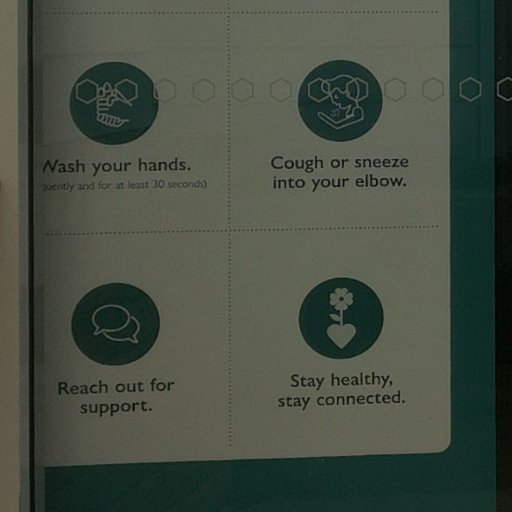 Wash your hands.
quently and for at least 30 seconds)
Cough or sneeze
into your elbow.
Reach out for
support.
Stay healthy,
stay connected.